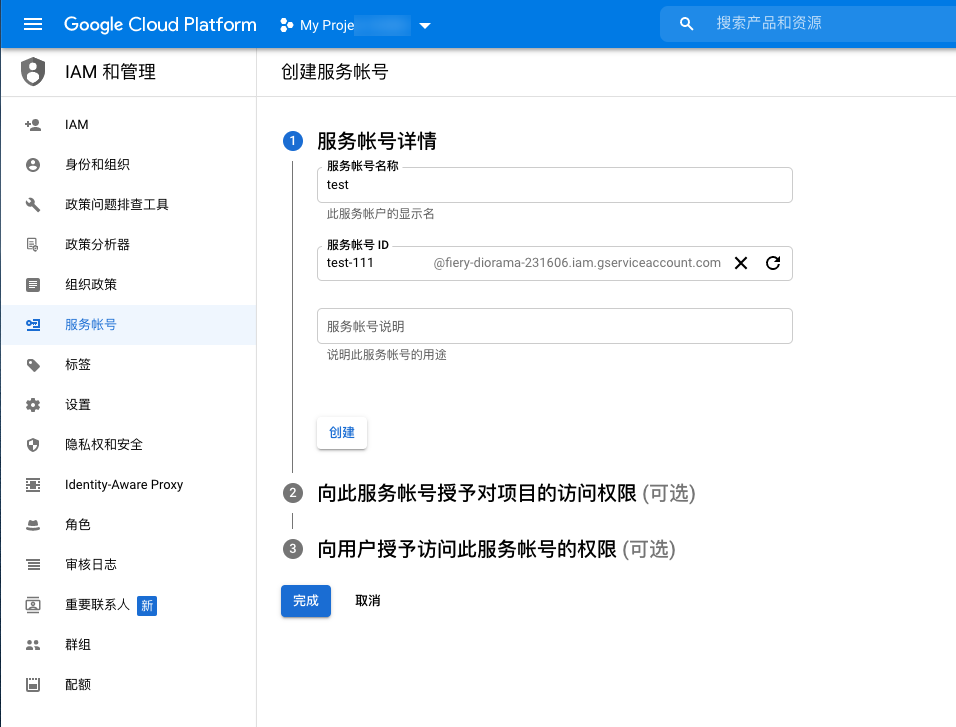 Google Cloud Platform
My Proje
搜索产品和资源
IAM 和管理
创建服务帐号
IAM
身份和组织
政策问题排查工具
政策分析器
组织政策
服务帐号
标签
设置
隐私权和安全
Identity-Aware Proxy
角色
审核日志
重要联系人 新
群组
配额
1 服务帐号详情
服务帐号名称
test
此服务帐户的显示名
服务帐号 ID
test-111 @fiery-diorama-231606.iam.gserviceaccount.com
服务帐号说明
说明此服务帐号的用途
创建
2 向此服务帐号授予对项目的访问权限 (可选)
3 向用户授予访问此服务帐号的权限 (可选)
完成 取消